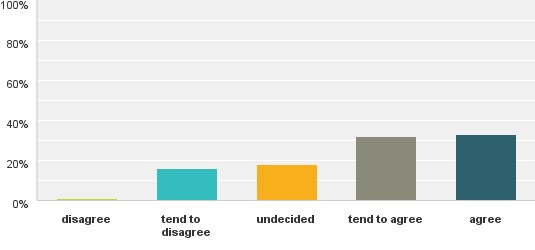 100%
80%
60%
40%
20%
0%
disagree
tend to
disagree
undecided
tend to agree
agree